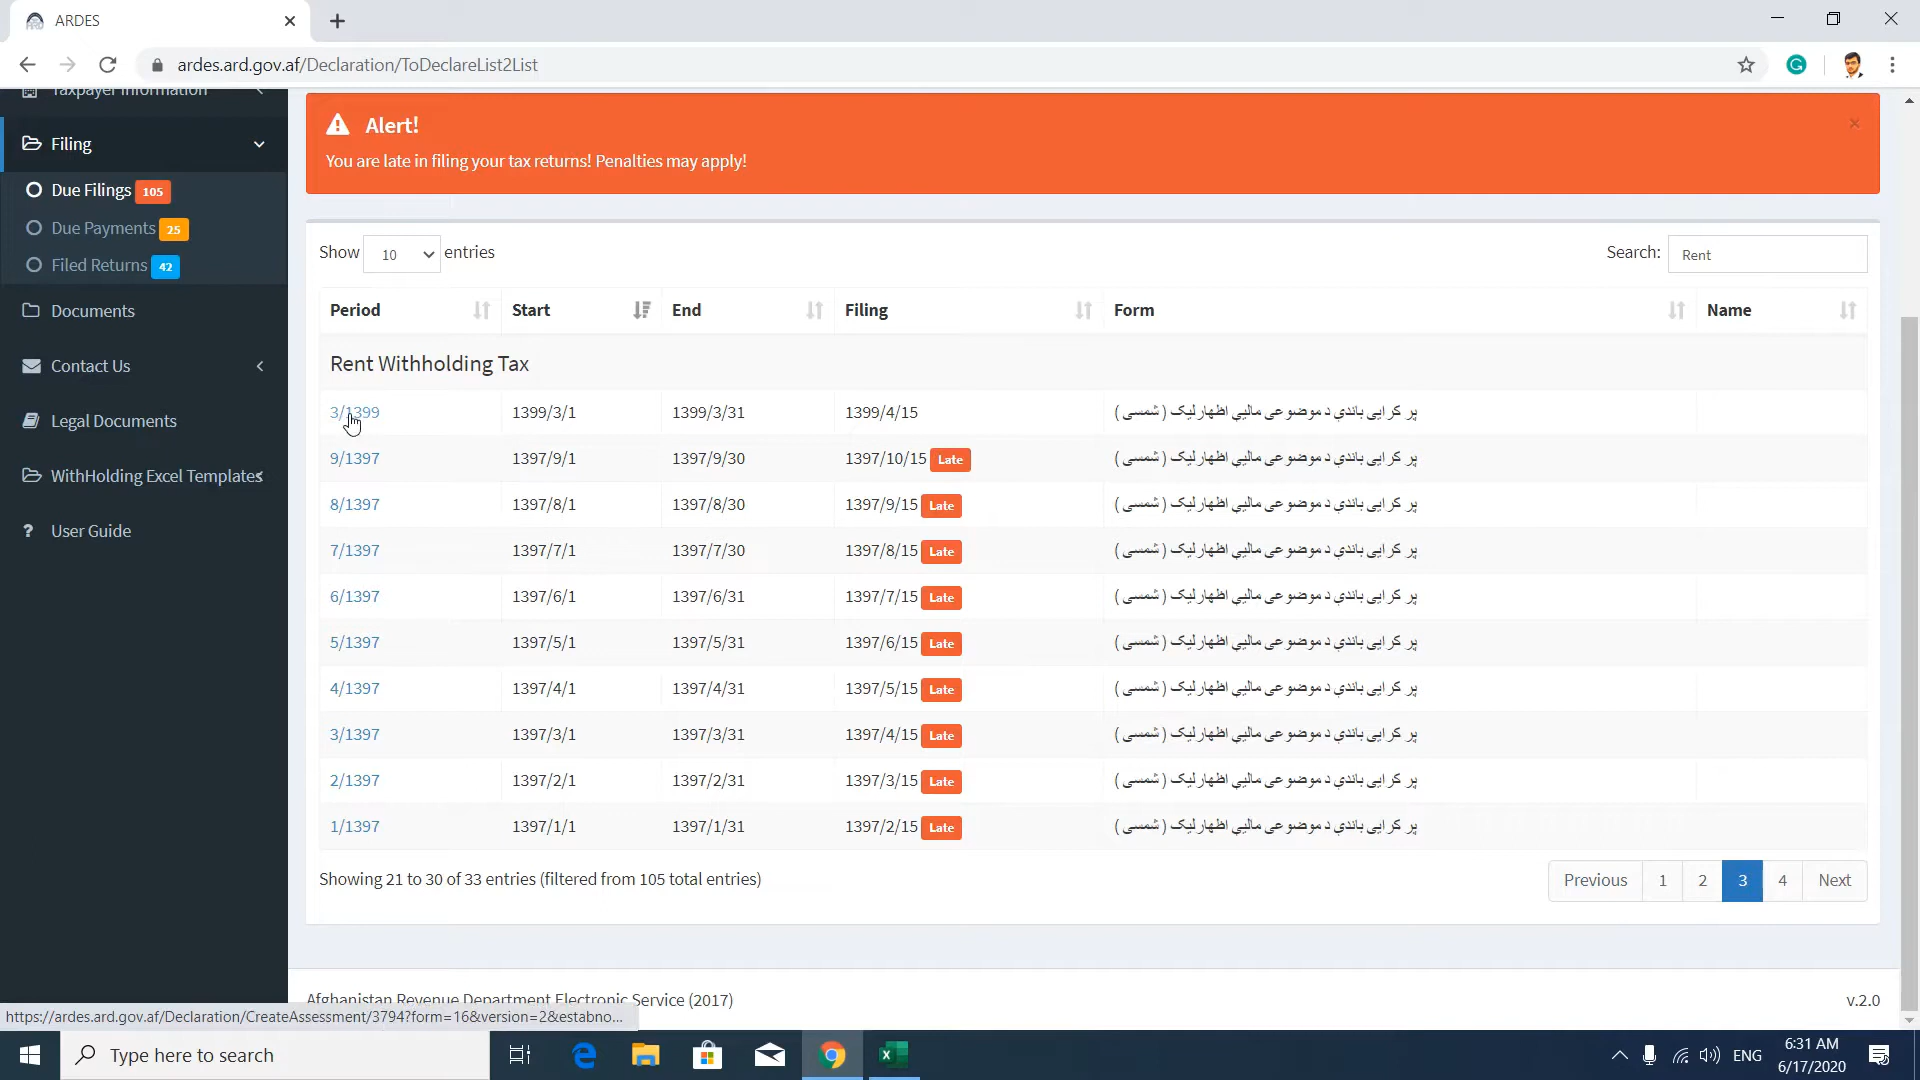 ARDES
ardes.ard.gov.af/Declaration/ToDeclareList2List
Taxpayer Information
Filing
Due Filings 105
Due Payments 25
Filed Returns 42
Documents
Contact Us
Legal Documents
WithHolding Excel Templates
User Guide
Alert!
You are late in filing your tax returns! Penalties may apply!
Show 10 entries
Search: Rent
Period Start End Filing Form Name
Rent Withholding Tax
3/1399 1399/3/1 1399/3/31 1399/4/15 پر کرایی باندې د موضوعی مالیې اظهارلیک ( شمسی )
9/1397 1397/9/1 1397/9/30 1397/10/15 Late پر کرایی باندې د موضوعی مالیې اظهارلیک ( شمسی )
8/1397 1397/8/1 1397/8/30 1397/9/15 Late پر کرایی باندې د موضوعی مالیې اظهارلیک ( شمسی )
7/1397 1397/7/1 1397/7/30 1397/8/15 Late پر کرایی باندې د موضوعی مالیې اظهارلیک ( شمسی )
6/1397 1397/6/1 1397/6/31 1397/7/15 Late پر کرایی باندې د موضوعی مالیې اظهارلیک ( شمسی )
5/1397 1397/5/1 1397/5/31 1397/6/15 Late پر کرایی باندې د موضوعی مالیې اظهارلیک ( شمسی )
4/1397 1397/4/1 1397/4/31 1397/5/15 Late پر کرایی باندې د موضوعی مالیې اظهارلیک ( شمسی )
3/1397 1397/3/1 1397/3/31 1397/4/15 Late پر کرایی باندې د موضوعی مالیې اظهارلیک ( شمسی )
2/1397 1397/2/1 1397/2/31 1397/3/15 Late پر کرایی باندې د موضوعی مالیې اظهارلیک ( شمسی )
1/1397 1397/1/1 1397/1/31 1397/2/15 Late پر کرایی باندې د موضوعی مالیې اظهارلیک ( شمسی )
Showing 21 to 30 of 33 entries (filtered from 105 total entries)
Previous 1 2 3 4 Next
Afghanistan Revenue Department Electronic Service (2017)
v.2.0
https://ardes.ard.gov.af/Declaration/CreateAssessment/3794?form=16&version=2&estabno...
Type here to search
ENG
6:31 AM
6/17/2020